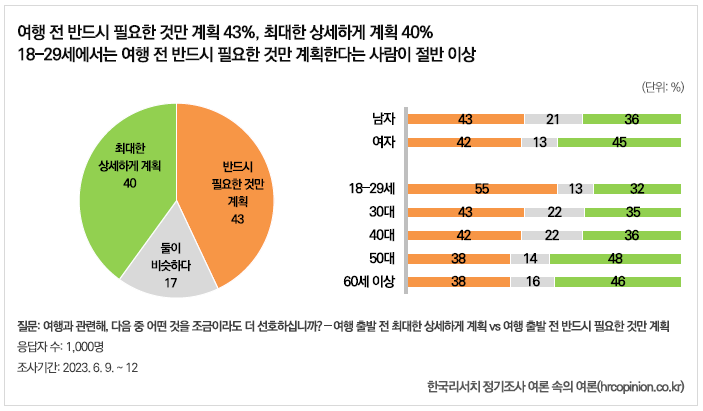 여행 전 반드시 필요한 것만 계획 43%, 최대한 상세하게 계획 40%
18-29세에서는 여행 전 반드시 필요한 것만 계획한다는 사람이 절반 이상
(단위: %)
최대한
상세하게 계획
40
반드시
필요한 것만
계획
43
둘이
비슷하다
17
남자 43 21 36
여자 42 13 45
18-29세 55 13 32
30대 43 22 35
40대 42 22 36
50대 38 14 48
60세 이상 38 16 46
질문: 여행과 관련해, 다음 중 어떤 것을 조금이라도 더 선호하십니까? – 여행 출발 전 최대한 상세하게 계획 vs 여행 출발 전 반드시 필요한 것만 계획
응답자 수: 1,000명
조사기간: 2023. 6. 9. ~ 12
한국리서치 정기조사 여론 속의 여론(hrcopinion.co.kr)